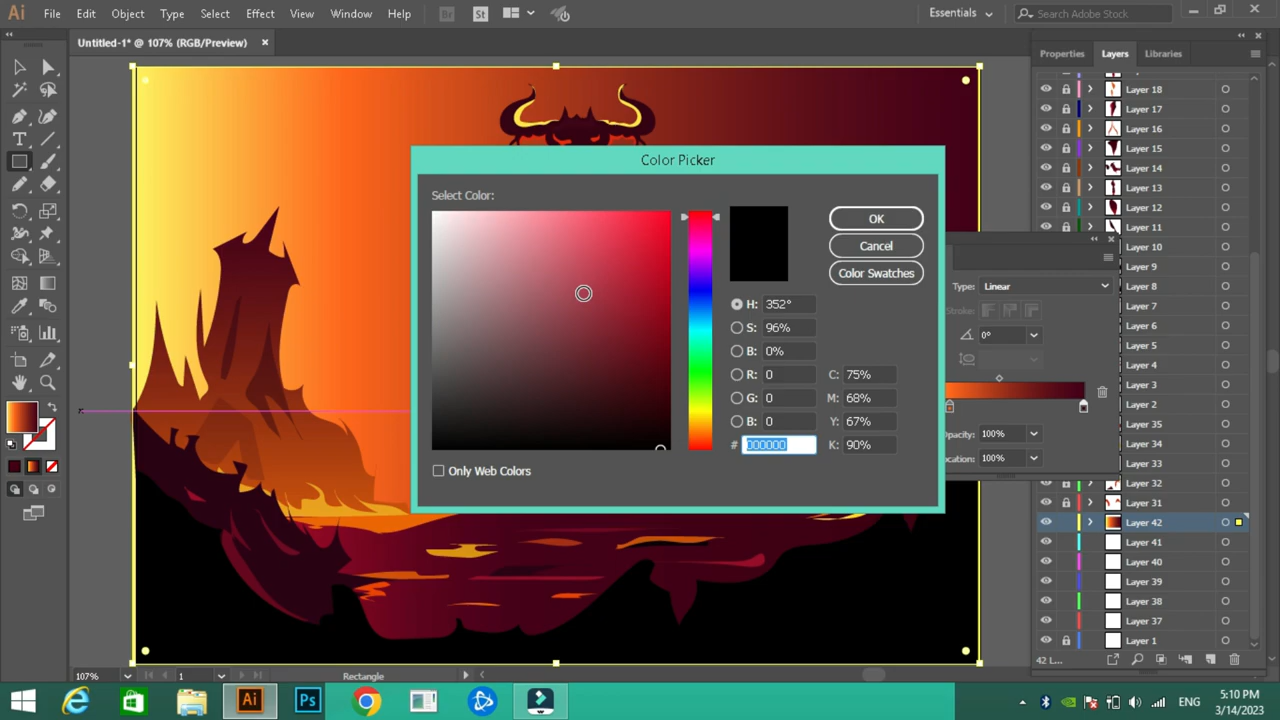 Ai File Edit Object Type Select Effect View Window Help Br St Essentials Search Adobe Stock
Untitled-1* @ 107% (RGB/Preview) ×
Properties Layers Libraries
Layer 18
Layer 17
Layer 16
Layer 15
Layer 14
Layer 13
Layer 12
Layer 11
Layer 10
Layer 9
Layer 8
Layer 7
Layer 6
Layer 5
Layer 4
Layer 3
Layer 2
Layer 35
Layer 34
Layer 33
Layer 32
Layer 31
Layer 42
Layer 41
Layer 40
Layer 39
Layer 38
Layer 37
Layer 1
42 L...
Color Picker
Select Color:
OK
Cancel
Color Swatches
H: 352°
S: 96%
B: 0%
R: 0 C: 75%
G: 0 M: 68%
B: 0 Y: 67%
# 000000 K: 90%
Only Web Colors
Type: Linear
Stroke:
0°
Opacity: 100%
ocation: 100%
107% 1 Rectangle
Ai Ps ENG 5:10 PM
3/14/2023